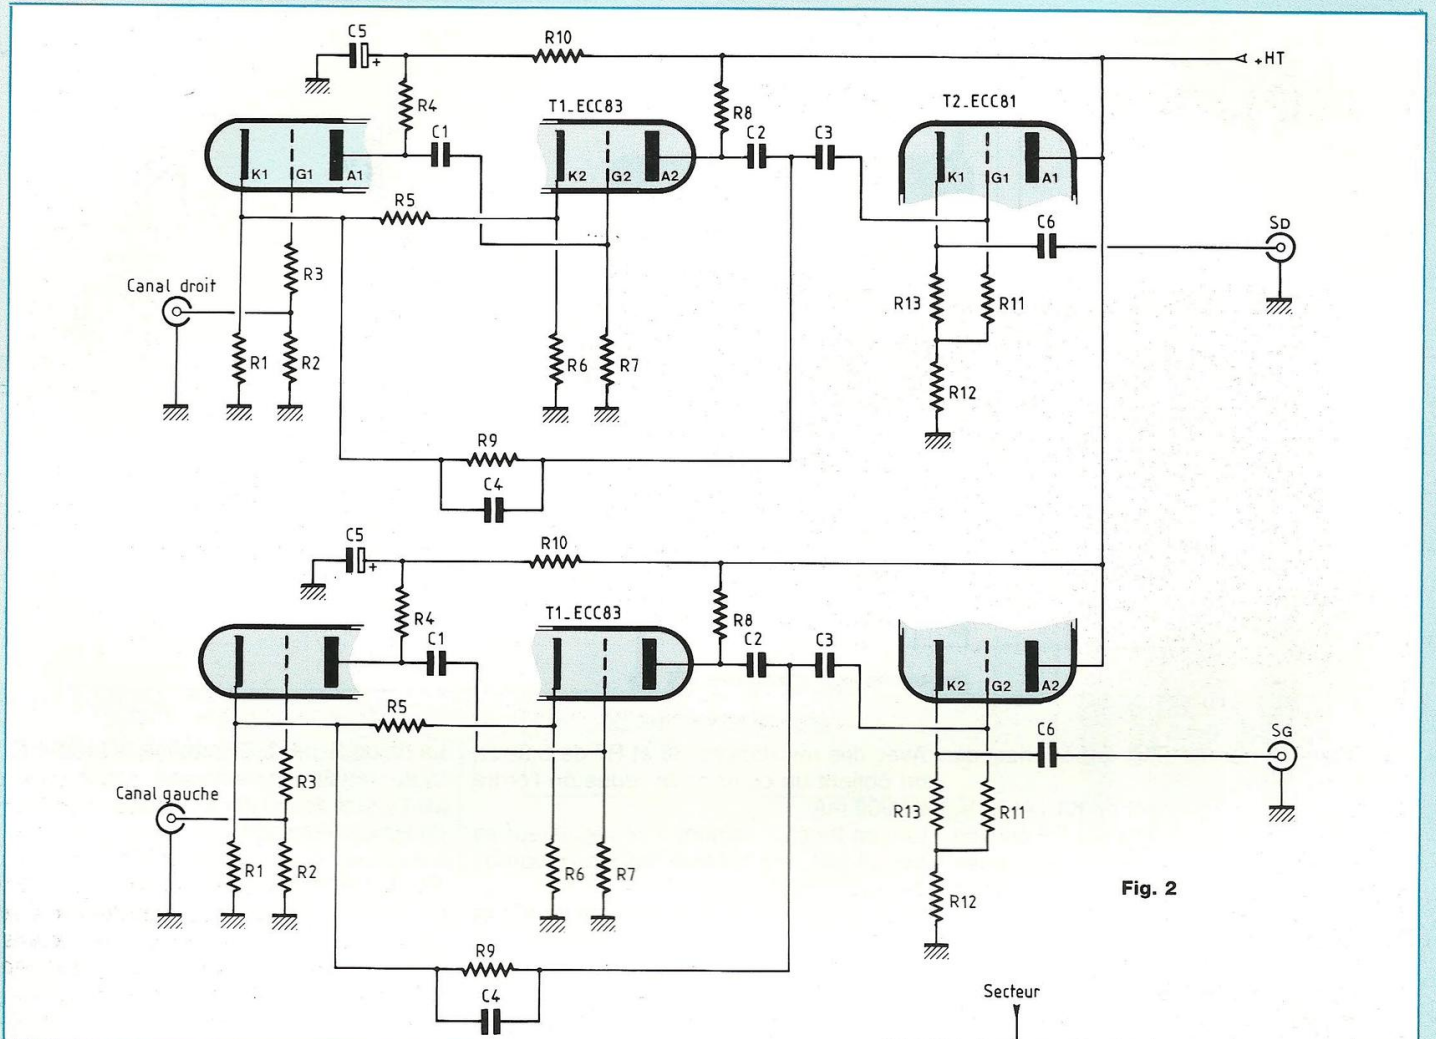 C5
R10
+
+HT
R4
T1_ECC83
R8
T2_ECC81
C1
C2
C3
K1
G1
A1
K2
G2
A2
K1
G1
A1
R5
C6
SD
R3
Canal droit
R13
R11
R1
R2
R6
R7
R12
R9
C4
C5
R10
+
R4
T1_ECC83
R8
C1
C2
C3
K2
G2
A2
R5
C6
SG
R3
Canal gauche
R13
R11
R1
R2
R6
R7
Fig. 2
R12
R9
C4
Secteur